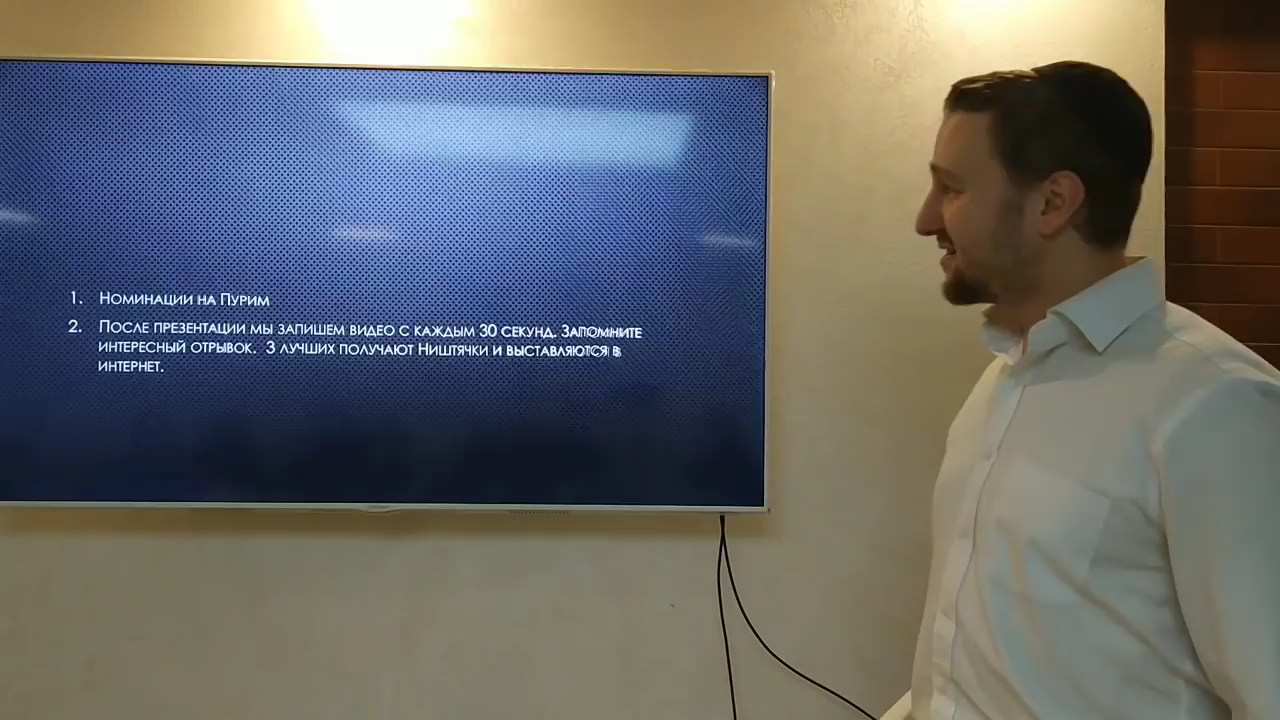 1. Номинации на Пурим
2. После презентации мы запишем видео с каждым 30 секунд. Запомните
интересный отрывок. 3 лучших получают Ништячки и выставляются в
интернет.